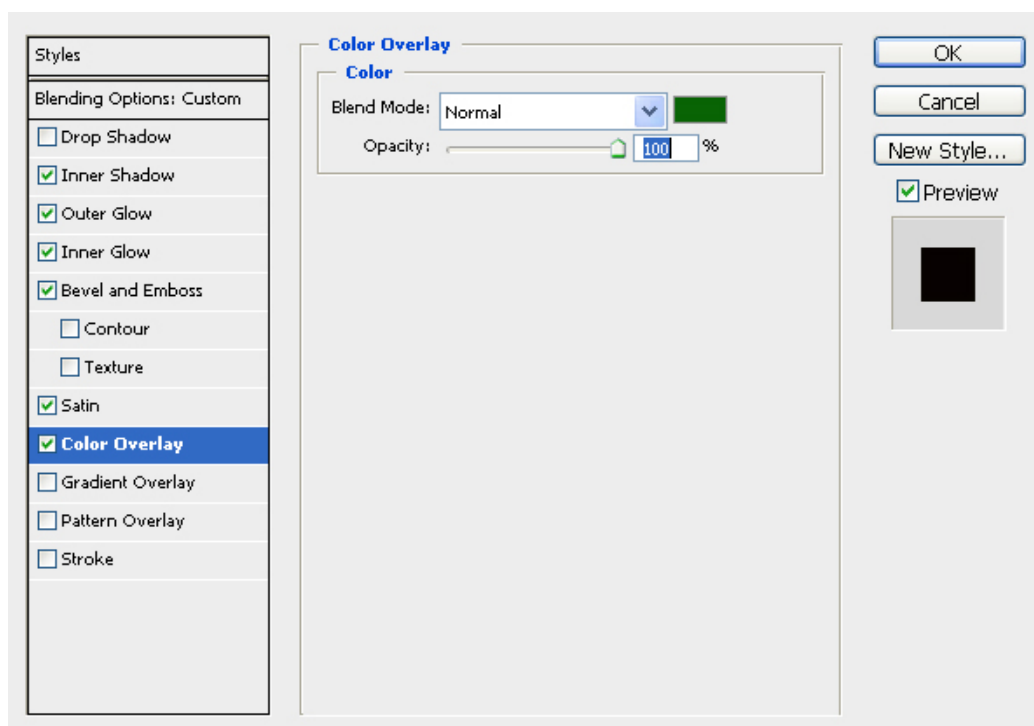 Styles
Blending Options: Custom
Drop Shadow
Inner Shadow
Outer Glow
Inner Glow
Bevel and Emboss
Contour
Texture
Satin
Color Overlay
Gradient Overlay
Pattern Overlay
Stroke
Color Overlay
Color
Blend Mode: Normal
Opacity: 100 %
OK
Cancel
New Style...
Preview